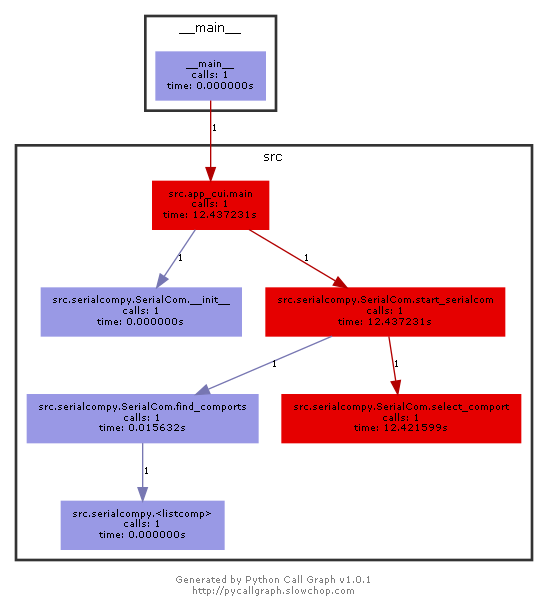 __main__
__main__
calls: 1
time: 0.000000s
1
src
src.app_cui.main
calls: 1
time: 12.437231s
1
1
src.serialcompy.SerialCom.__init__
calls: 1
time: 0.000000s
src.serialcompy.SerialCom.start_serialcom
calls: 1
time: 12.437231s
1
1
src.serialcompy.SerialCom.find_comports
calls: 1
time: 0.015632s
src.serialcompy.SerialCom.select_comport
calls: 1
time: 12.421599s
1
src.serialcompy.<listcomp>
calls: 1
time: 0.000000s
Generated by Python Call Graph v1.0.1
http://pycallgraph.slowchop.com